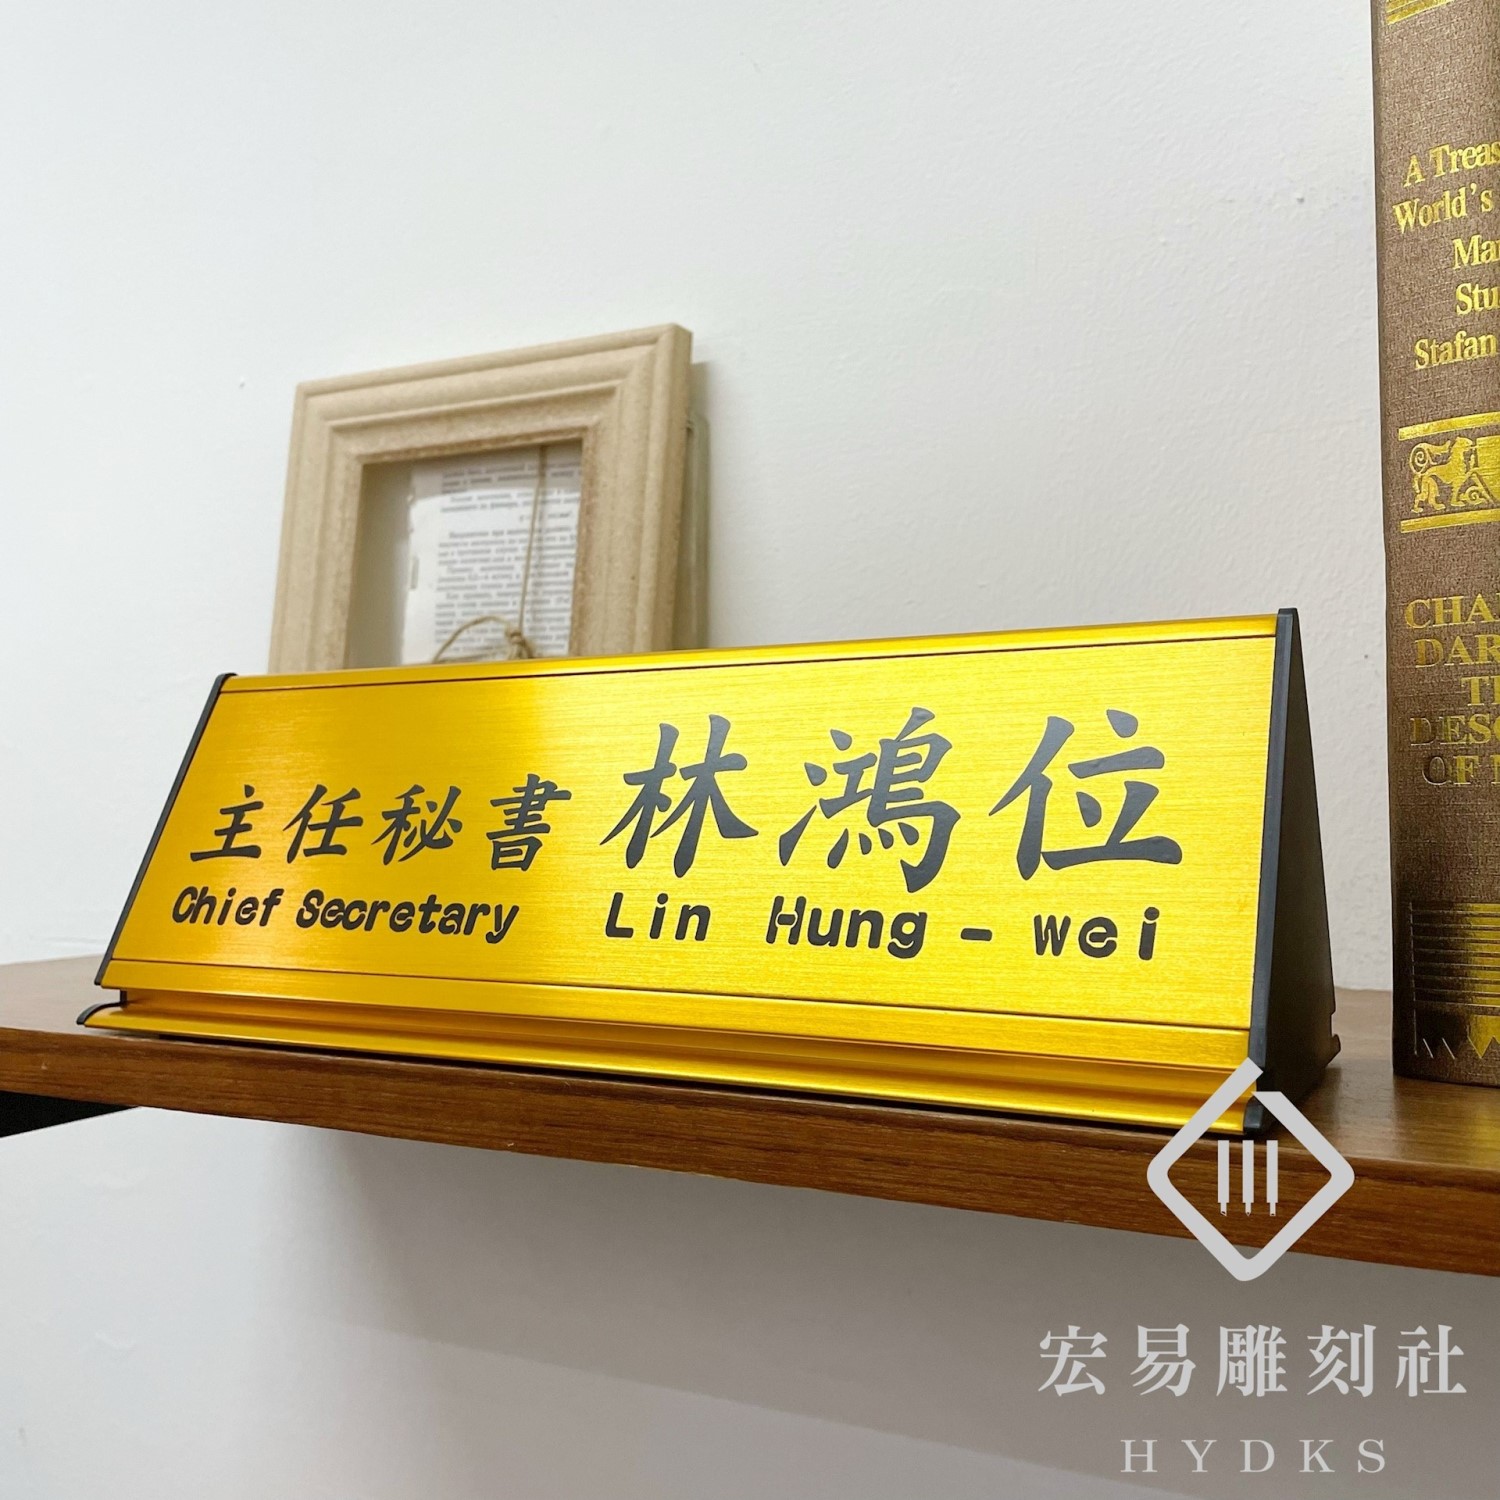 主任秘書 林鴻位
Chief Secretary Lin Hung - wei
A Treas
World's
Ma
Stu
Stafan
CHA
DAR
DESC
OF
宏易雕刻社
HYDKS